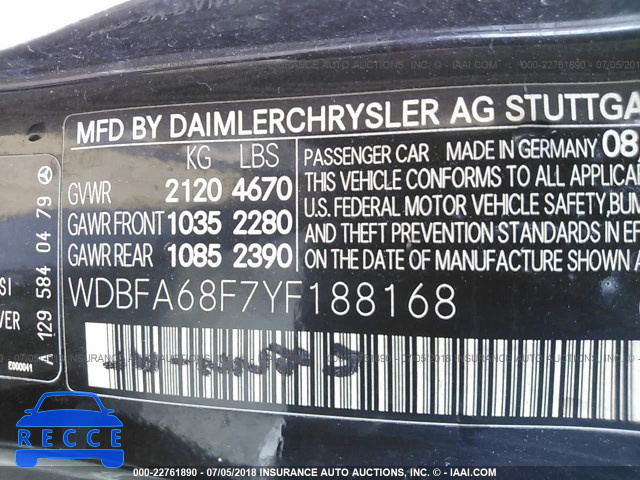 MFD BY DAIMLERCHRYSLER AG STUTTGA
KG LBS
GVWR 2120 4670
GAWR FRONT 1035 2280
GAWR REAR 1085 2390
PASSENGER CAR MADE IN GERMANY 08
THIS VEHICLE CONFORMS TO ALL APPLICA
U.S. FEDERAL MOTOR VEHICLE SAFETY, BUM
AND THEFT PREVENTION STANDARDS IN EF
ON THE DATE OF MANUFACTURE SHOWN A
WDBFA68F7YF188168
A 129 584 04 79
E000041
SI
VER
RECCE
000-22761890 - 07/05/2018 INSURANCE AUTO AUCTIONS, INC. - © IAAI.COM